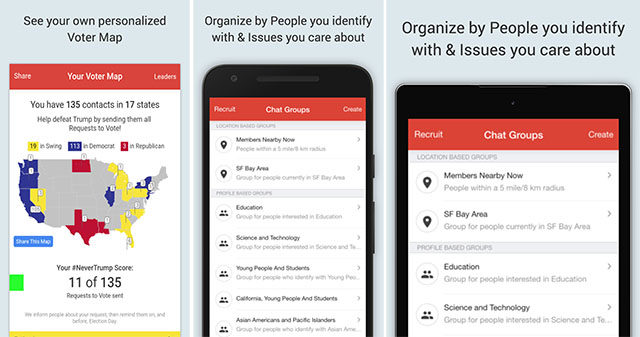 See your own personalized
Voter Map
Share
Your Voter Map
Leaders
You have 135 contacts in 17 states
Help defeat Trump by sending them all
Requests to Vote!
19 in Swing
113 in Democrat
3 in Republican
Share This Map
Your #NeverTrump Score:
11 of 135
Requests to Vote sent
We inform people about your request, then remind them on, and
before, Election Day.
Organize by People you identify
with & Issues you care about
Recruit
Chat Groups
Create
LOCATION BASED GROUPS
Members Nearby Now
People within a 5 mile/8 km radius
SF Bay Area
Group for people currently in SF Bay Area
PROFILE BASED GROUPS
Education
Group for people interested in Education
Science and Technology
Group for people interested in Science and Te...
Young People And Students
Group for people who identify with Young Peo...
California, Young People And Students
Asian Americans and Pacific Islanders
Group for people who identify with Asian Ame...
Organize by People you identify
with & Issues you care about
Recruit
Chat Groups
Create
LOCATION BASED GROUPS
Members Nearby Now
People within a 5 mile/8 km radius
SF Bay Area
Group for people currently in SF Bay Area
PROFILE BASED GROUPS
Education
Group for people interested in Education
Science and Technology
Group for people interested in Science and Te...